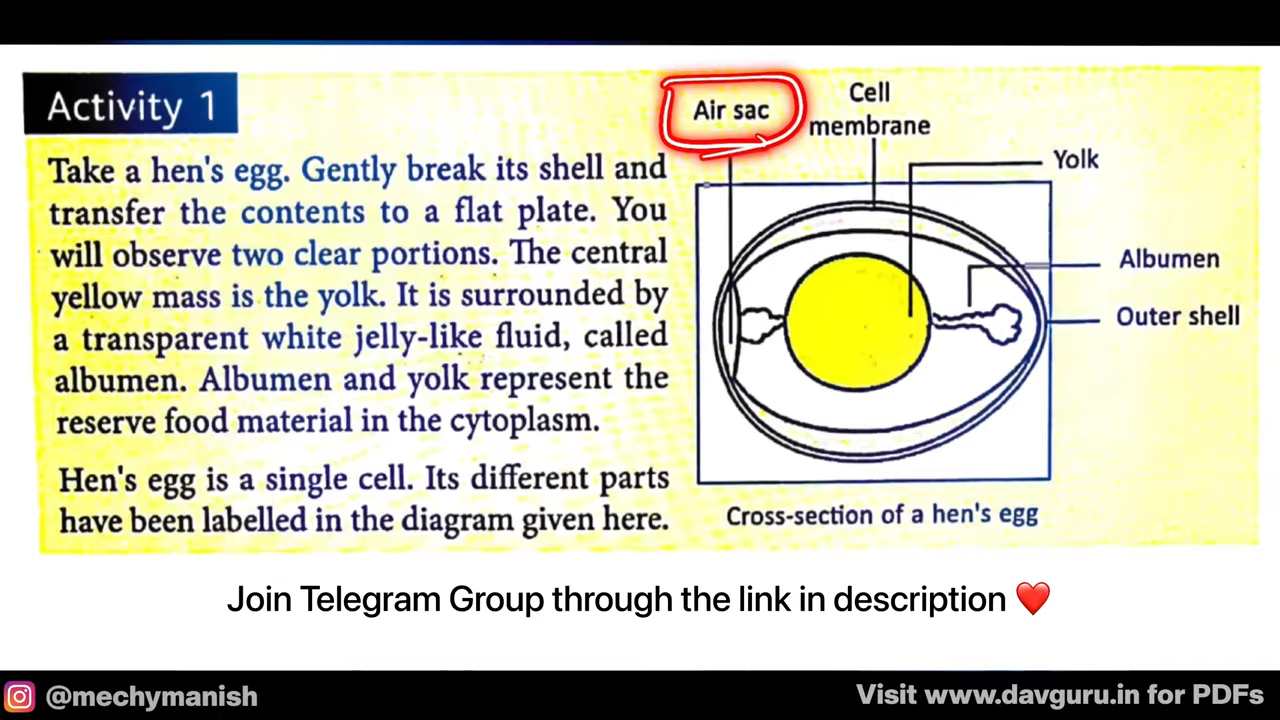 Activity 1
Take a hen's egg. Gently break its shell and
transfer the contents to a flat plate. You
will observe two clear portions. The central
yellow mass is the yolk. It is surrounded by
a transparent white jelly-like fluid, called
albumen. Albumen and yolk represent the
reserve food material in the cytoplasm.
Hen's egg is a single cell. Its different parts
have been labelled in the diagram given here.
Air sac
Cell
membrane
Yolk
Albumen
Outer shell
Cross-section of a hen's egg
Join Telegram Group through the link in description ❤️
@mechymanish
Visit www.davguru.in for PDFs